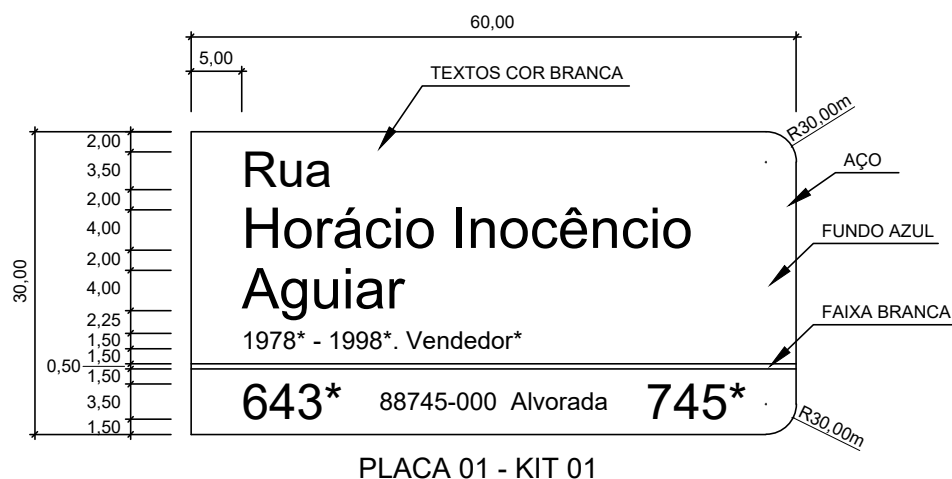 60,00
5,00
TEXTOS COR BRANCA
R30,00m
2,00
3,50
2,00
4,00
2,00
4,00
2,25
1,50
1,50
0,50
1,50
3,50
1,50
30,00
Rua
Horácio Inocêncio
Aguiar
1978* - 1998*. Vendedor*
643* 88745-000 Alvorada 745*
AÇO
FUNDO AZUL
FAIXA BRANCA
R30,00m
PLACA 01 - KIT 01